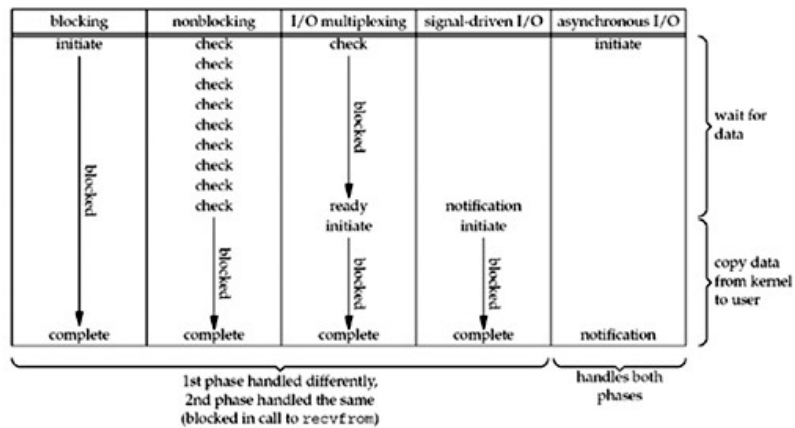 blocking nonblocking I/O multiplexing signal-driven I/O asynchronous I/O
initiate check check initiate
check
check
check
check
check
check
check
check ready notification
initiate initiate
blocked
blocked
blocked
blocked
blocked
complete complete complete complete notification
wait for
data
copy data
from kernel
to user
1st phase handled differently,
2nd phase handled the same
(blocked in call to recvfrom)
handles both
phases